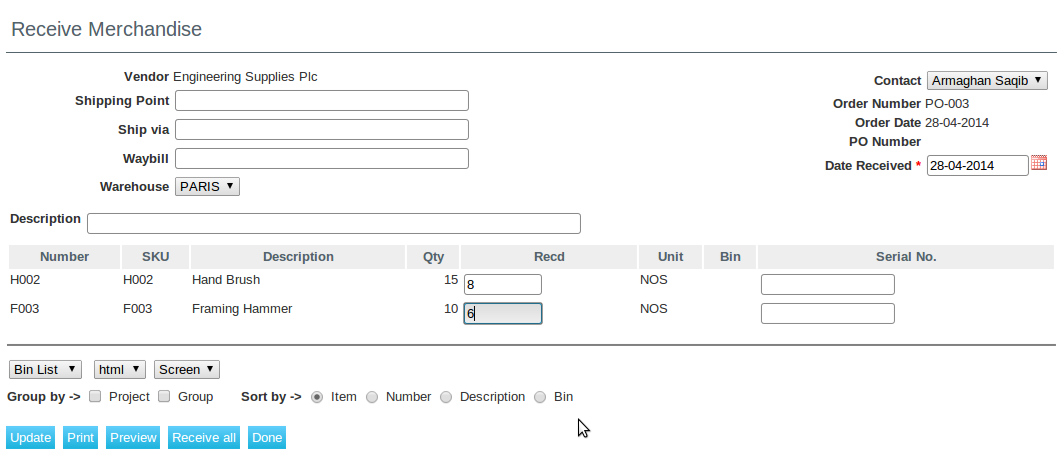 Receive Merchandise
Vendor Engineering Supplies Plc
Shipping Point
Ship via
Waybill
Warehouse PARIS
Contact Armaghan Saqib
Order Number PO-003
Order Date 28-04-2014
PO Number
Date Received * 28-04-2014
Description
Number SKU Description Qty Recd Unit Bin Serial No.
H002 H002 Hand Brush 15 8 NOS
F003 F003 Framing Hammer 10 6 NOS
Bin List html Screen
Group by -> Project Group Sort by -> Item Number Description Bin
Update Print Preview Receive all Done